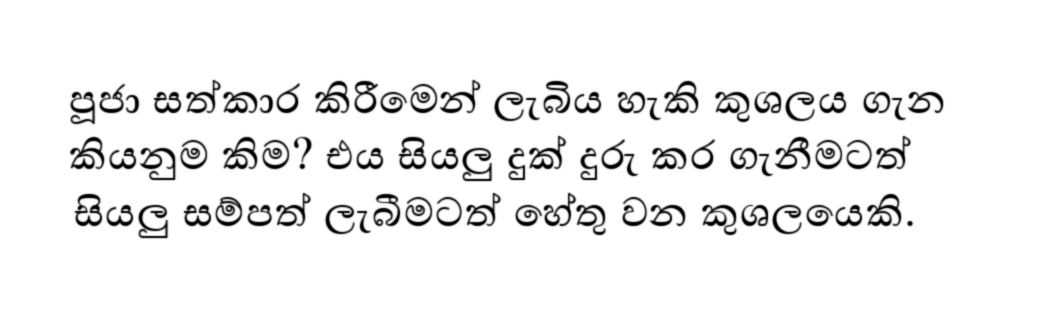 පූජා සත්කාර කිරීමෙන් ලැබිය හැකි කුශලය ගැන
කියනුම කිම? එය සියලු දුක් දුරු කර ගැනීමටත්
සියලු සම්පත් ලැබීමටත් හේතු වන කුශලයෙකි.